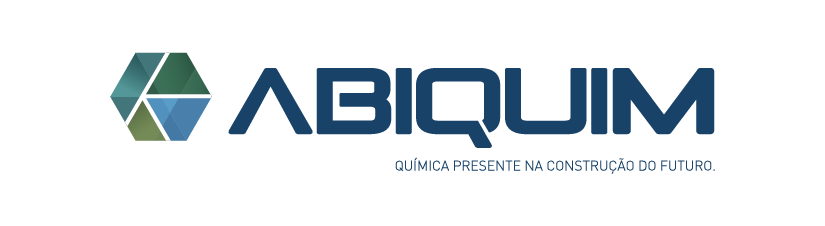 ABIQUIM
QUÍMICA PRESENTE NA CONSTRUÇÃO DO FUTURO.